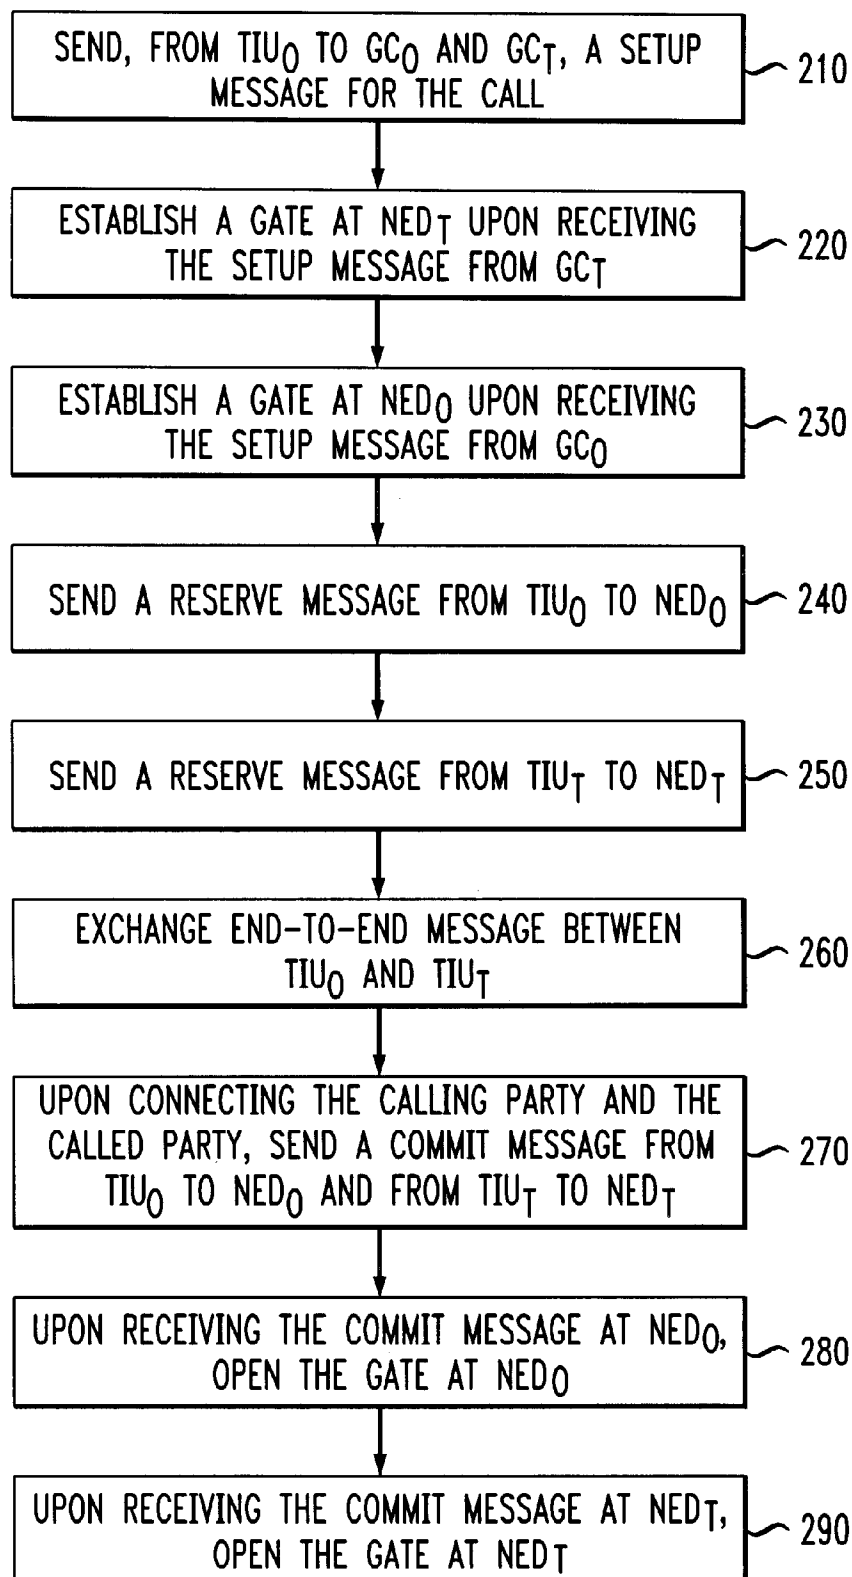 SEND, FROM TIUO TO GCO AND GCT, A SETUP
MESSAGE FOR THE CALL
210
ESTABLISH A GATE AT NEDT UPON RECEIVING
THE SETUP MESSAGE FROM GCT
220
ESTABLISH A GATE AT NEDO UPON RECEIVING
THE SETUP MESSAGE FROM GCO
230
SEND A RESERVE MESSAGE FROM TIUO TO NEDO
240
SEND A RESERVE MESSAGE FROM TIUT TO NEDT
250
EXCHANGE END-TO-END MESSAGE BETWEEN
TIUO AND TIUT
260
UPON CONNECTING THE CALLING PARTY AND THE
CALLED PARTY, SEND A COMMIT MESSAGE FROM
TIUO TO NEDO AND FROM TIUT TO NEDT
270
UPON RECEIVING THE COMMIT MESSAGE AT NEDO,
OPEN THE GATE AT NEDO
280
UPON RECEIVING THE COMMIT MESSAGE AT NEDT,
OPEN THE GATE AT NEDT
290